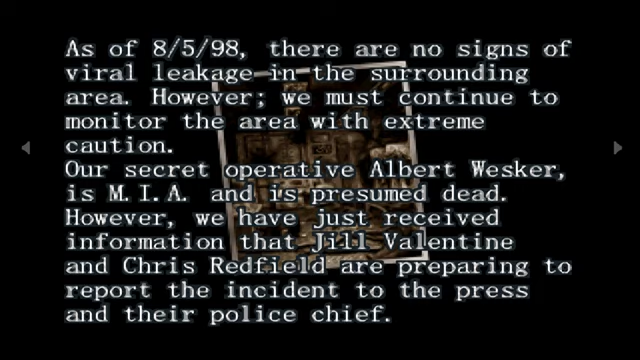 As of 8/5/98, there are no signs of
viral leakage in the surrounding
area. However; we must continue to
monitor the area with extreme
caution.
Our secret operative Albert Wesker,
is M.I.A. and is presumed dead.
However, we have just received
information that Jill Valentine
and Chris Redfield are preparing to
report the incident to the press
and their police chief.